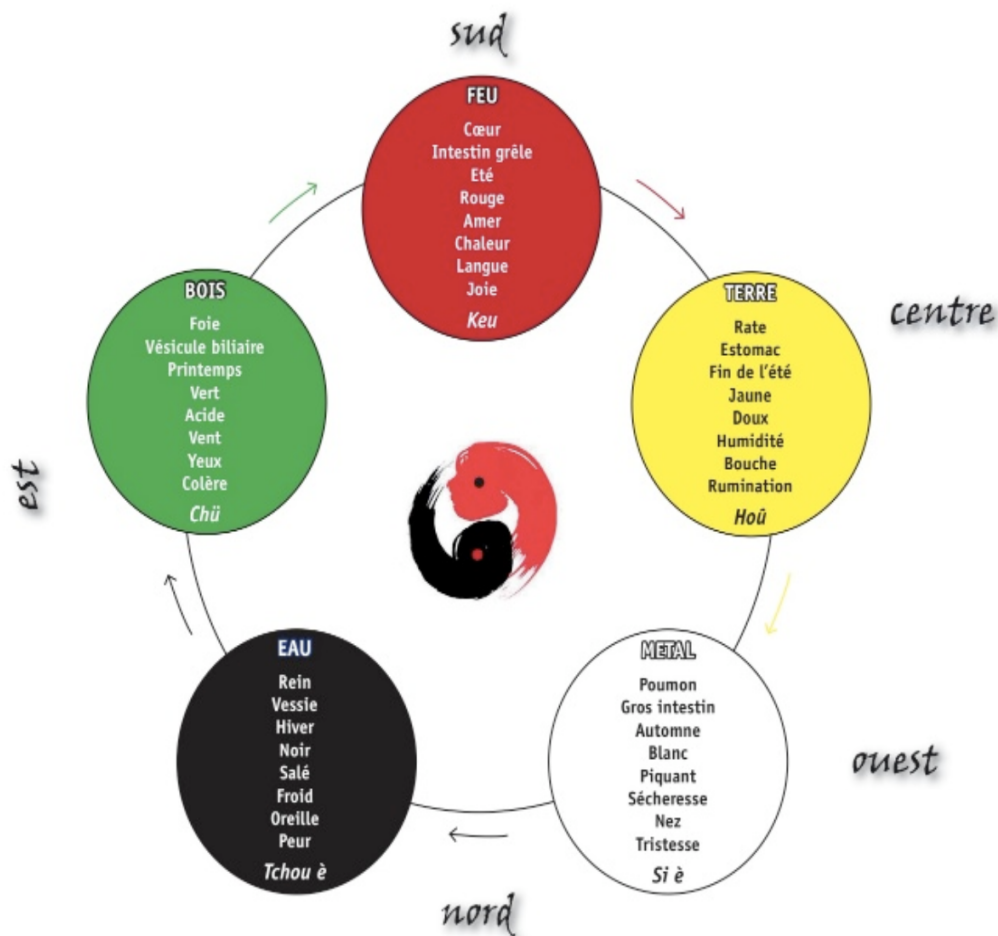 sud
FEU
Cœur
Intestin grêle
Eté
Rouge
Amer
Chaleur
Langue
Joie
Keu
BOIS
Foie
Vésicule biliaire
Printemps
Vert
Acide
Vent
Yeux
Colère
Chü
est
TERRE
Rate
Estomac
Fin de l'été
Jaune
Doux
Humidité
Bouche
Rumination
Hoû
centre
EAU
Rein
Vessie
Hiver
Noir
Salé
Froid
Oreille
Peur
Tchou è
METAL
Poumon
Gros intestin
Automne
Blanc
Piquant
Sécheresse
Nez
Tristesse
Si è
ouest
nord